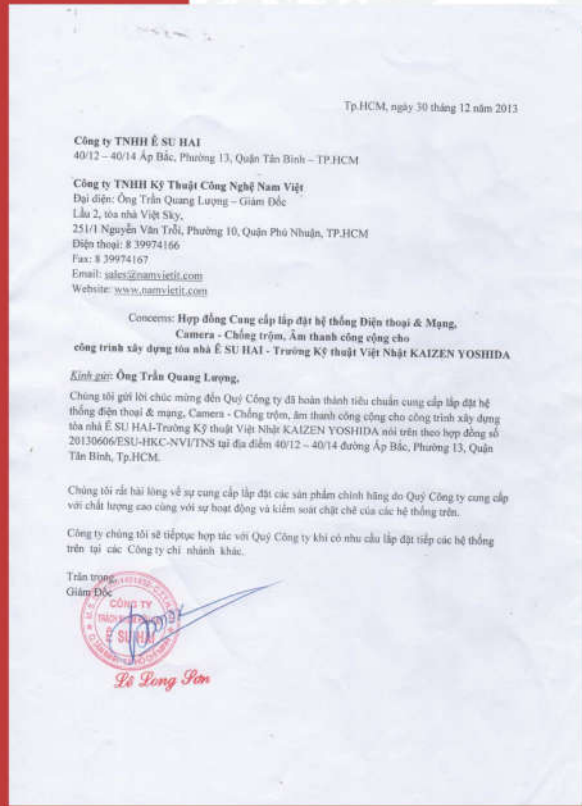 Tp.HCM, ngày 30 tháng 12 năm 2013
Công ty TNHH Ê SU HAI
40/12 – 40/14 Ấp Bắc, Phường 13, Quận Tân Bình – TP.HCM
Công ty TNHH Kỹ Thuật Công Nghệ Nam Việt
Đại diện: Ông Trần Quang Lượng – Giám Đốc
Lầu 2, tòa nhà Việt Sky,
251/1 Nguyễn Văn Trỗi, Phường 10, Quận Phú Nhuận, TP.HCM
Điện thoại: 8 39974166
Fax: 8 39974167
Email: sales@namvietit.com
Website: www.namvietit.com
Concerns: Hợp đồng Cung cấp lắp đặt hệ thống Điện thoại & Mạng,
Camera - Chống trộm, Âm thanh công cộng cho
công trình xây dựng tòa nhà Ê SU HAI - Trường Kỹ thuật Việt Nhật KAIZEN YOSHIDA
Kính gửi: Ông Trần Quang Lượng,
Chúng tôi gửi lời chúc mừng đến Quý Công ty đã hoàn thành tiêu chuẩn cung cấp lắp đặt hệ
thống điện thoại & mạng, Camera - Chống trộm, âm thanh công cộng cho công trình xây dựng
tòa nhà Ê SU HAI-Trường Kỹ thuật Việt Nhật KAIZEN YOSHIDA nói trên theo hợp đồng số
20130606/ESU-HKC-NVI/TNS tại địa điểm 40/12 – 40/14 đường Ấp Bắc, Phường 13, Quận
Tân Bình, Tp.HCM.
Chúng tôi rất hài lòng về sự cung cấp lắp đặt các sản phẩm chính hãng do Quý Công ty cung cấp
với chất lượng cao cùng với sự hoạt động và kiểm soát chặt chẽ của các hệ thống trên.
Công ty chúng tôi sẽ tiếptục hợp tác với Quý Công ty khi có nhu cầu lắp đặt tiếp các hệ thống
trên tại các Công ty chi nhánh khác.
Trân trọng,
Giám Đốc
CÔNG TY
TRÁCH
Ê SU HAI
Lê Long Sơn